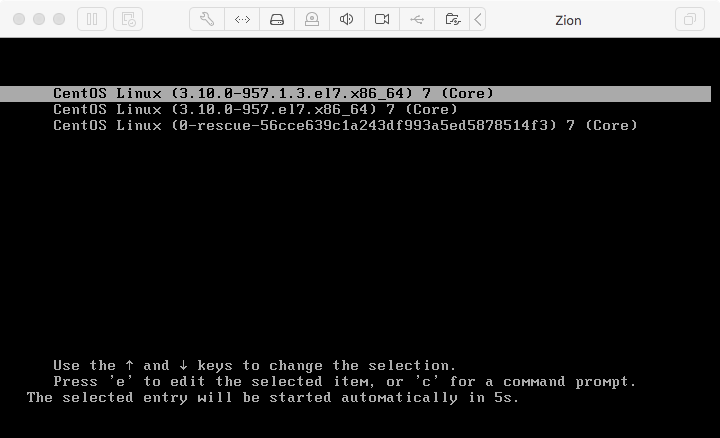 Zion
CentOS Linux (3.10.0-957.1.3.el7.x86_64) 7 (Core)
CentOS Linux (3.10.0-957.el7.x86_64) 7 (Core)
CentOS Linux (0-rescue-56cce639c1a243df993a5ed5878514f3) 7 (Core)
Use the ↑ and ↓ keys to change the selection.
Press 'e' to edit the selected item, or 'c' for a command prompt.
The selected entry will be started automatically in 5s.